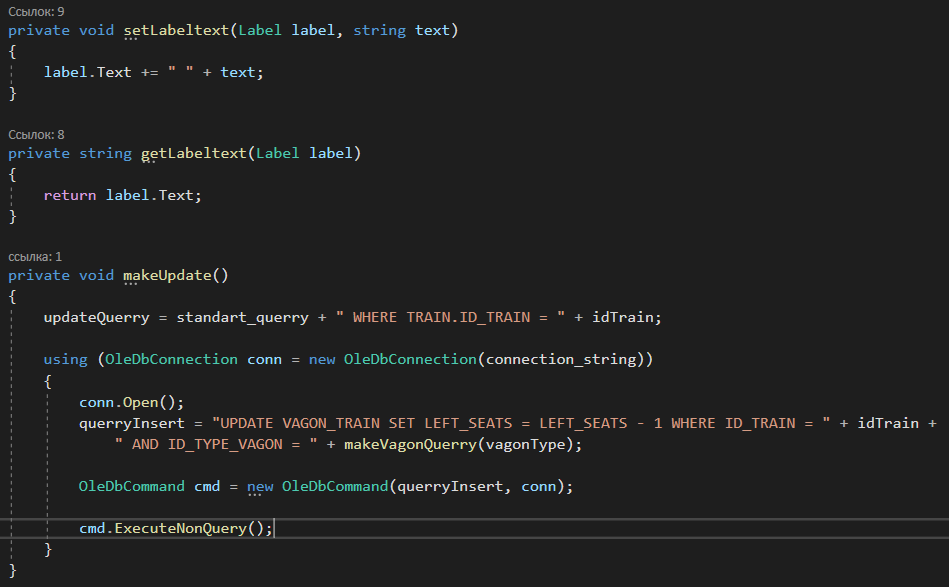 Ссылок: 9
private void setLabeltext(Label label, string text)
{
label.Text += " " + text;
}
Ссылок: 8
private string getLabeltext(Label label)
{
return label.Text;
}
ссылка: 1
private void makeUpdate()
{
updateQuerry = standart_querry + " WHERE TRAIN.ID_TRAIN = " + idTrain;
using (OleDbConnection conn = new OleDbConnection(connection_string))
{
conn.Open();
querryInsert = "UPDATE VAGON_TRAIN SET LEFT_SEATS = LEFT_SEATS - 1 WHERE ID_TRAIN = " + idTrain +
" AND ID_TYPE_VAGON = " + makeVagonQuerry(vagonType);
OleDbCommand cmd = new OleDbCommand(querryInsert, conn);
cmd.ExecuteNonQuery();
}
}